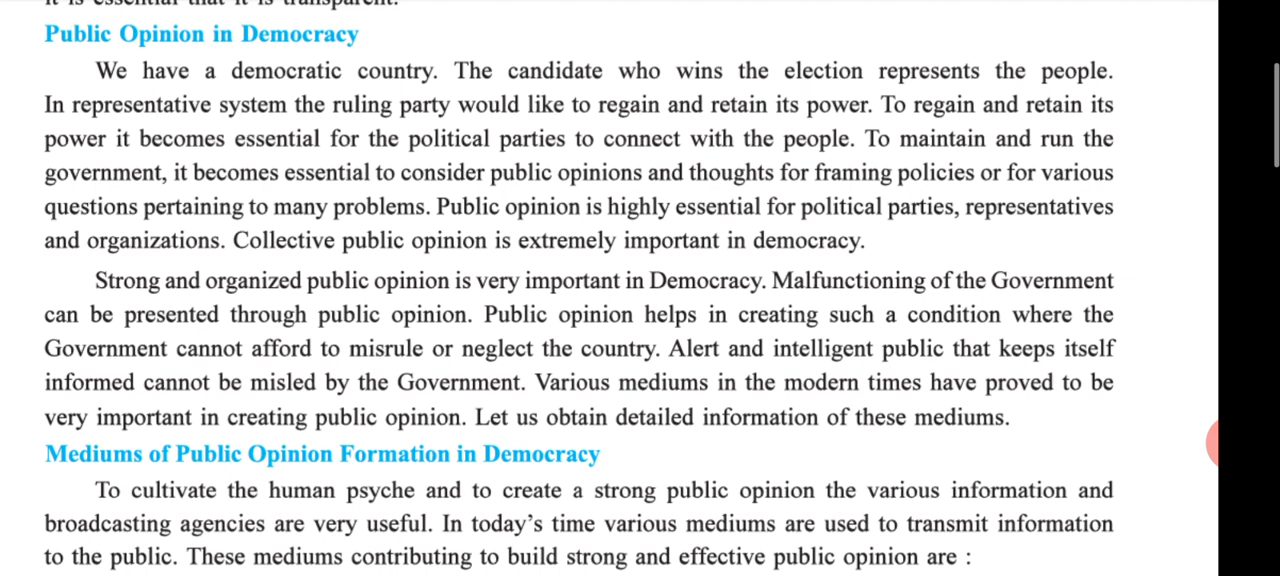 it is essential that it is transparent.
Public Opinion in Democracy
We have a democratic country. The candidate who wins the election represents the people.
In representative system the ruling party would like to regain and retain its power. To regain and retain its
power it becomes essential for the political parties to connect with the people. To maintain and run the
government, it becomes essential to consider public opinions and thoughts for framing policies or for various
questions pertaining to many problems. Public opinion is highly essential for political parties, representatives
and organizations. Collective public opinion is extremely important in democracy.
Strong and organized public opinion is very important in Democracy. Malfunctioning of the Government
can be presented through public opinion. Public opinion helps in creating such a condition where the
Government cannot afford to misrule or neglect the country. Alert and intelligent public that keeps itself
informed cannot be misled by the Government. Various mediums in the modern times have proved to be
very important in creating public opinion. Let us obtain detailed information of these mediums.
Mediums of Public Opinion Formation in Democracy
To cultivate the human psyche and to create a strong public opinion the various information and
broadcasting agencies are very useful. In today's time various mediums are used to transmit information
to the public. These mediums contributing to build strong and effective public opinion are :